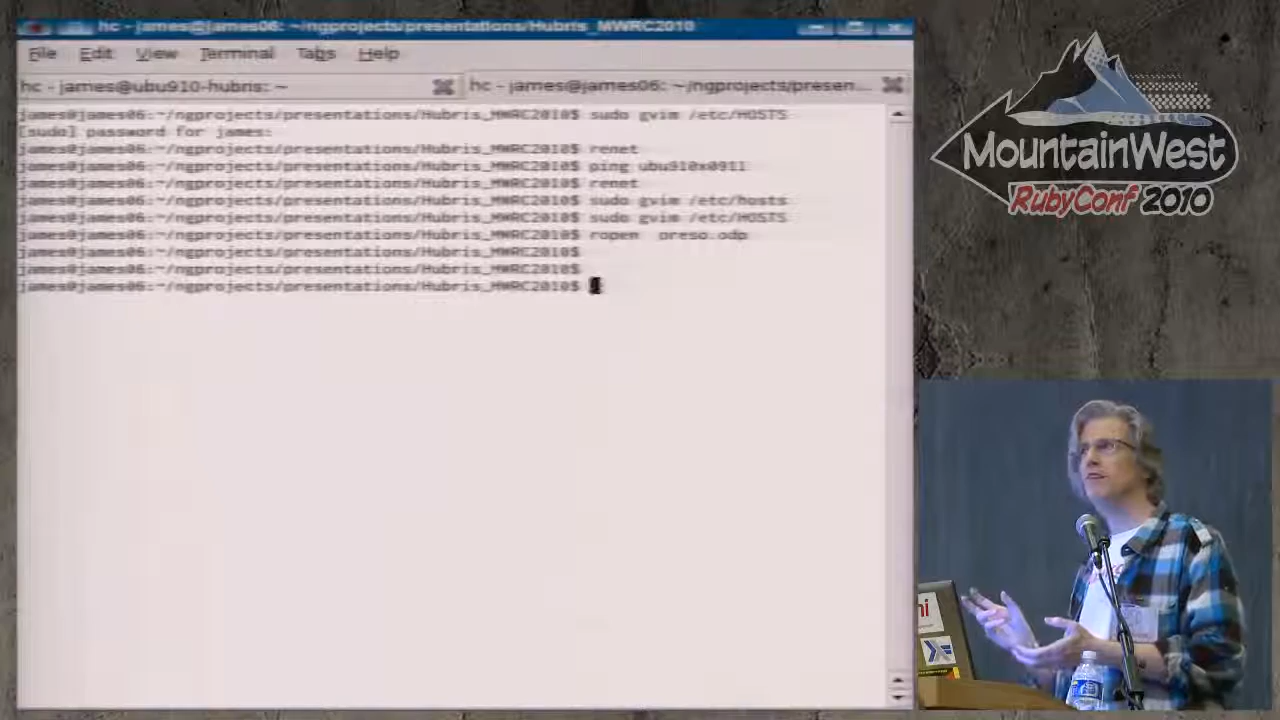 hc - james@james06: ~/ngprojects/presentations/Hubris_MWRC2010
File Edit View Terminal Tabs Help
hc - james@ubu910-hubris: ~
hc - james@james06: ~/ngprojects/presen...
james@james06:~/ngprojects/presentations/Hubris_MWRC2010$ sudo gvim /etc/HOSTS
[sudo] password for james:
james@james06:~/ngprojects/presentations/Hubris_MWRC2010$ renet
james@james06:~/ngprojects/presentations/Hubris_MWRC2010$ ping ubu910x0911
james@james06:~/ngprojects/presentations/Hubris_MWRC2010$ renet
james@james06:~/ngprojects/presentations/Hubris_MWRC2010$ sudo gvim /etc/hosts
james@james06:~/ngprojects/presentations/Hubris_MWRC2010$ sudo gvim /etc/HOSTS
james@james06:~/ngprojects/presentations/Hubris_MWRC2010$ ropen  preso.odp
james@james06:~/ngprojects/presentations/Hubris_MWRC2010$
james@james06:~/ngprojects/presentations/Hubris_MWRC2010$
james@james06:~/ngprojects/presentations/Hubris_MWRC2010$
MountainWest
RubyConf 2010